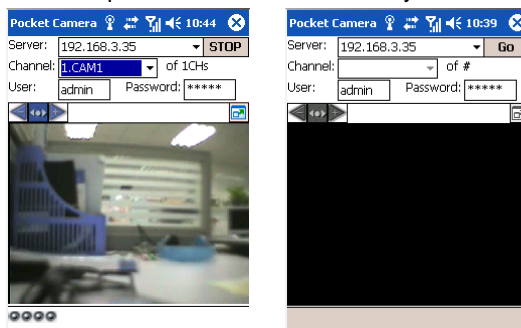 Pocket Camera 10:44
Server: 192.168.3.35 STOP
Channel: 1.CAM1 of 1CHs
User: admin Password: *****
Pocket Camera 10:39
Server: 192.168.3.35 Go
Channel: of #
User: admin Password: *****